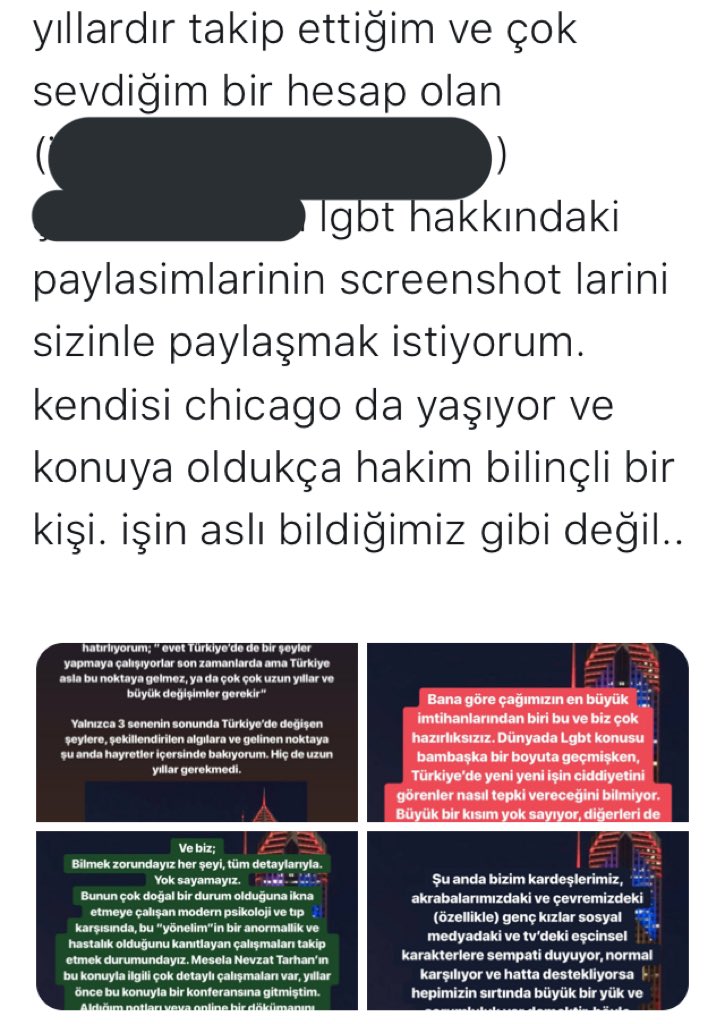 yıllardır takip ettiğim ve çok
sevdiğim bir hesap olan
( )
lgbt hakkındaki
paylasimlarinin screenshot larini
sizinle paylaşmak istiyorum.
kendisi chicago da yaşıyor ve
konuya oldukça hakim bilinçli bir
kişi. işin aslı bildiğimiz gibi değil..
hatırlıyorum; " evet Türkiye'de de bir şeyler
yapmaya çalışıyorlar son zamanlarda ama Türkiye
asla bu noktaya gelmez, ya da çok çok uzun yıllar ve
büyük değişimler gerekir"
Yalnızca 3 senenin sonunda Türkiye'de değişen
şeylere, şekillendirilen algılara ve gelinen noktaya
şu anda hayretler içersinde bakıyorum. Hiç de uzun
yıllar gerekmedi.
Bana göre çağımızın en büyük
imtihanlarından biri bu ve biz çok
hazırlıksızız. Dünyada Lgbt konusu
bambaşka bir boyuta geçmişken,
Türkiye'de yeni yeni işin ciddiyetini
görenler nasıl tepki vereceğini bilmiyor.
Büyük bir kısım yok sayıyor, diğerleri de
Ve biz;
Bilmek zorundayız her şeyi, tüm detaylarıyla.
Yok sayamayız.
Bunun çok doğal bir durum olduğuna ikna
etmeye çalışan modern psikoloji ve tıp
karşısında, bu "yönelim"in bir anormallik ve
hastalık olduğunu kanıtlayan çalışmaları takip
etmek durumundayız. Mesela Nevzat Tarhan'ın
bu konuyla ilgili çok detaylı çalışmaları var, yıllar
önce bu konuyla bir konferansına gitmiştim.
Aldığım notları veya online bir dökümanını
Şu anda bizim kardeşlerimiz,
akrabalarımızdaki ve çevremizdeki
(özellikle) genç kızlar sosyal
medyadaki ve tv'deki eşcinsel
karakterlere sempati duyuyor, normal
karşılıyor ve hatta destekliyorsa
hepimizin sırtında büyük bir yük ve